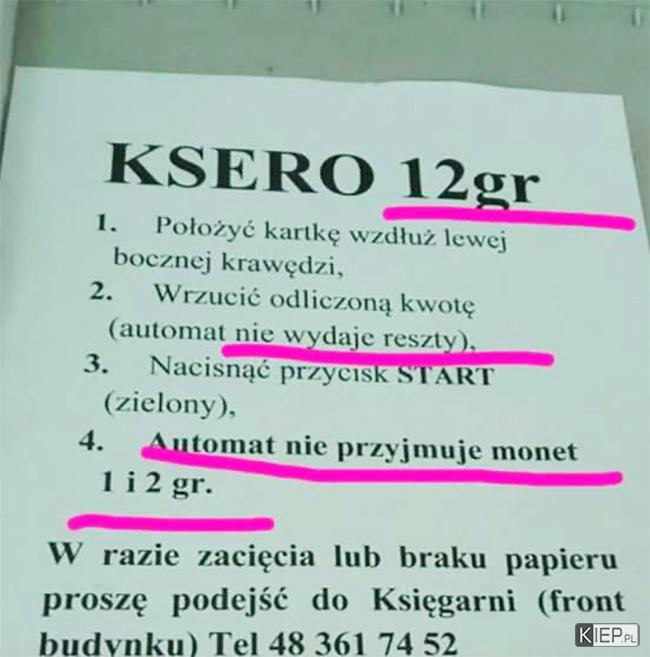 KSERO 12gr
1. Położyć kartkę wzdłuż lewej
bocznej krawędzi,
2. Wrzucić odliczoną kwotę
(automat nie wydaje reszty),
3. Nacisnąć przycisk START
(zielony),
4. Automat nie przyjmuje monet
1 i 2 gr.
W razie zacięcia lub braku papieru
proszę podejść do Księgarni (front
budynku) Tel 48 361 74 52
KIEP.PL